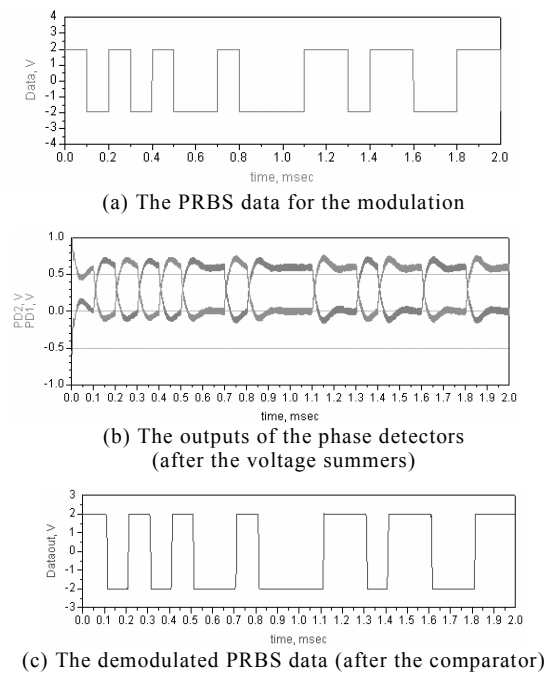 4
3
2
1
0
-1
-2
-3
-4
Data, V
0.0 0.2 0.4 0.6 0.8 1.0 1.2 1.4 1.6 1.8 2.0
time, msec
(a) The PRBS data for the modulation
1.0
0.5
0.0
-0.5
-1.0
PD2, V
PD1, V
0.0 0.1 0.2 0.3 0.4 0.5 0.6 0.7 0.8 0.9 1.0 1.1 1.2 1.3 1.4 1.5 1.6 1.7 1.8 1.9 2.0
time, msec
(b) The outputs of the phase detectors
(after the voltage summers)
3
2
1
0
-1
-2
-3
Dataout, V
0.0 0.1 0.2 0.3 0.4 0.5 0.6 0.7 0.8 0.9 1.0 1.1 1.2 1.3 1.4 1.5 1.6 1.7 1.8 1.9 2.0
time, msec
(c) The demodulated PRBS data (after the comparator)